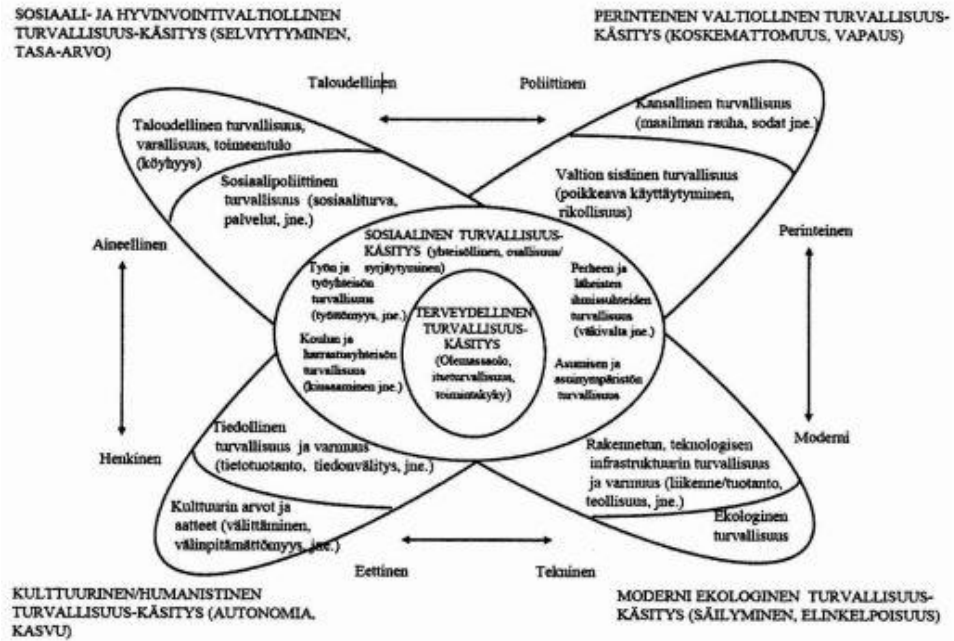 SOSIAALI- JA HYVINVOINTIVALTIOLLINEN
TURVALLISUUS-KÄSITYS (SELVIYTYMINEN,
TASA-ARVO)
PERINTEINEN VALTIOLLINEN TURVALLISUUS-
KÄSITYS (KOSKEMATTOMUUS, VAPAUS)
Taloudellinen
Poliittinen
Taloudellinen turvallisuus,
varallisuus, toimeentulo
(köyhyys)
Kansallinen turvallisuus
(maailman rauha, sodat jne.)
Sosiaalipoliittinen
turvallisuus (sosiaaliturva,
palvelut, jne.)
Valtion sisäinen turvallisuus
(poikkeava käyttäytyminen,
rikollisuus)
Aineellinen
Perinteinen
SOSIAALINEN TURVALLISUUS-
KÄSITYS (yhteisöllinen, osallisuus/
syrjäytyminen)
Työn ja
työyhteisön
turvallisuus
(työttömyys, jne.)
Perheen ja
läheisten
ihmissuhteiden
turvallisuus
(väkivalta jne.)
TERVEYDELLINEN
TURVALLISUUS-
KÄSITYS
(Olemassaolo,
itseturvallisuus,
toimintakyky)
Koulun ja
harrastusyhteisön
turvallisuus
(kiusaaminen jne.)
Asumisen ja
asuinympäristön
turvallisuus
Henkinen
Moderni
Tiedollinen
turvallisuus ja varmuus
(tietotuotanto, tiedonvälitys, jne.)
Rakennetun, teknologisen
infrastruktuurin turvallisuus
ja varmuus (liikenne/tuotanto,
teollisuus, jne.)
Kulttuurin arvot ja
aatteet (välittäminen,
välinpitämättömyys, jne.)
Ekologinen
turvallisuus
Eettinen
Tekninen
KULTTUURINEN/HUMANISTINEN
TURVALLISUUS-KÄSITYS (AUTONOMIA,
KASVU)
MODERNI EKOLOGINEN TURVALLISUUS-
KÄSITYS (SÄILYMINEN, ELINKELPOISUUS)